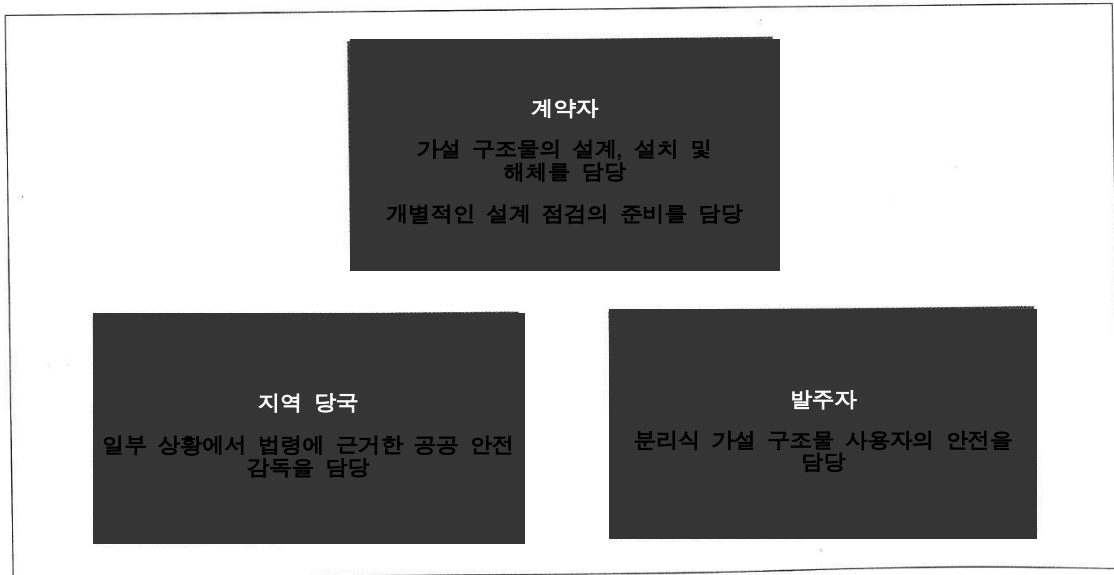 계약자
가설 구조물의 설계, 설치 및
해체를 담당
개별적인 설계 점검의 준비를 담당
지역 당국
일부 상황에서 법령에 근거한 공공 안전
감독을 담당
발주자
분리식 가설 구조물 사용자의 안전을
담당